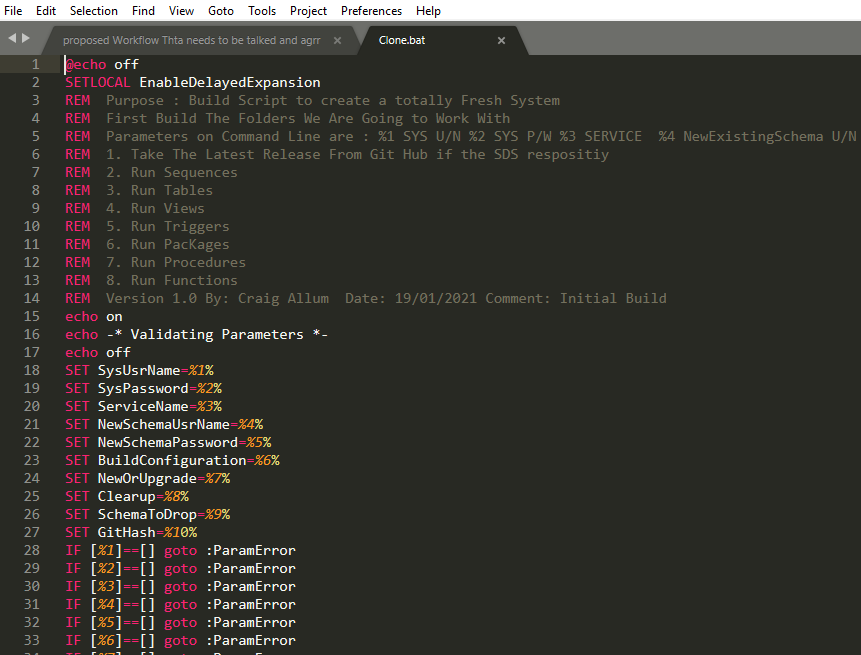 File Edit Selection Find View Goto Tools Project Preferences Help
proposed Workflow Thta needs to be talked and agrr × Clone.bat ×
1 @echo off
2 SETLOCAL EnableDelayedExpansion
3 REM  Purpose : Build Script to create a totally Fresh System
4 REM  First Build The Folders We Are Going to Work With
5 REM  Parameters on Command Line are : %1 SYS U/N %2 SYS P/W %3 SERVICE  %4 NewExistingSchema U/N
6 REM  1. Take The Latest Release From Git Hub if the SDS respositiy
7 REM  2. Run Sequences
8 REM  3. Run Tables
9 REM  4. Run Views
10 REM  5. Run Triggers
11 REM  6. Run PacKages
12 REM  7. Run Procedures
13 REM  8. Run Functions
14 REM  Version 1.0 By: Craig Allum  Date: 19/01/2021 Comment: Initial Build
15 echo on
16 echo -* Validating Parameters *-
17 echo off
18 SET SysUsrName=%1%
19 SET SysPassword=%2%
20 SET ServiceName=%3%
21 SET NewSchemaUsrName=%4%
22 SET NewSchemaPassword=%5%
23 SET BuildConfiguration=%6%
24 SET NewOrUpgrade=%7%
25 SET Clearup=%8%
26 SET SchemaToDrop=%9%
27 SET GitHash=%10%
28 IF [%1]==[] goto :ParamError
29 IF [%2]==[] goto :ParamError
30 IF [%3]==[] goto :ParamError
31 IF [%4]==[] goto :ParamError
32 IF [%5]==[] goto :ParamError
33 IF [%6]==[] goto :ParamError